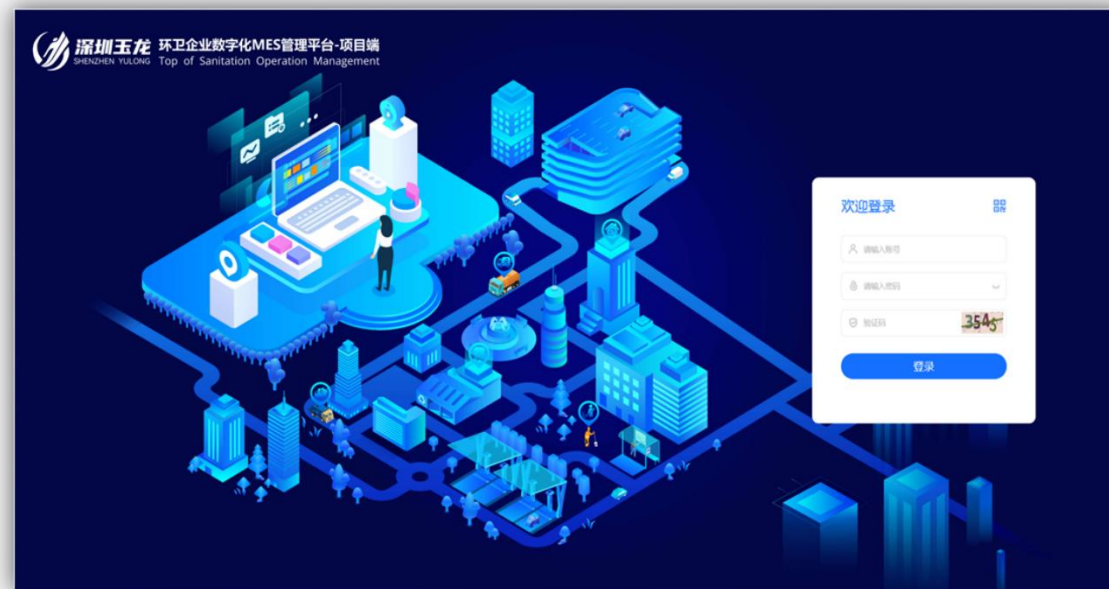 深圳玉龙
SHENZHEN YULONG
环卫企业数字化MES管理平台-项目端
Top of Sanitation Operation Management
欢迎登录
请输入账号
请输入密码
验证码
3545
登录